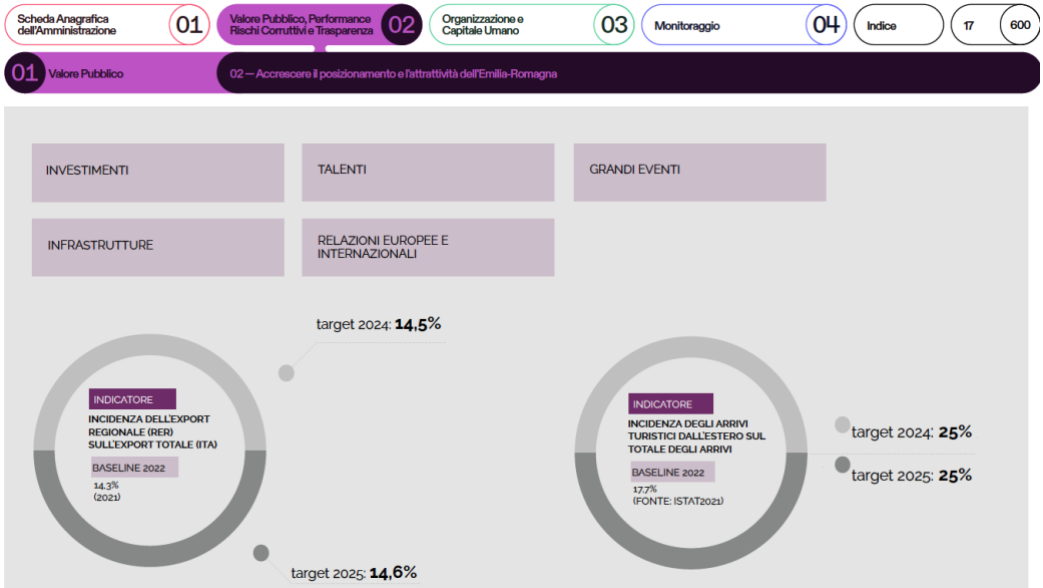 Scheda Anagrafica
dell'Amministrazione
01
Valore Pubblico, Performance
Rischi Corruttivi e Trasparenza
02
Organizzazione e
Capitale Umano
03
Monitoraggio
04
Indice
17
600
01
Valore Pubblico
02 — Accrescere il posizionamento e l'attrattività dell'Emilia-Romagna
INVESTIMENTI
TALENTI
GRANDI EVENTI
INFRASTRUTTURE
RELAZIONI EUROPEE E
INTERNAZIONALI
target 2024: 14,5%
INDICATORE
INCIDENZA DELL'EXPORT
REGIONALE (RER)
SULL'EXPORT TOTALE (ITA)
BASELINE 2022
14.3%
(2021)
target 2025: 14,6%
INDICATORE
INCIDENZA DEGLI ARRIVI
TURISTICI DALL'ESTERO SUL
TOTALE DEGLI ARRIVI
BASELINE 2022
17.7%
(FONTE: ISTAT2021)
target 2024: 25%
target 2025: 25%